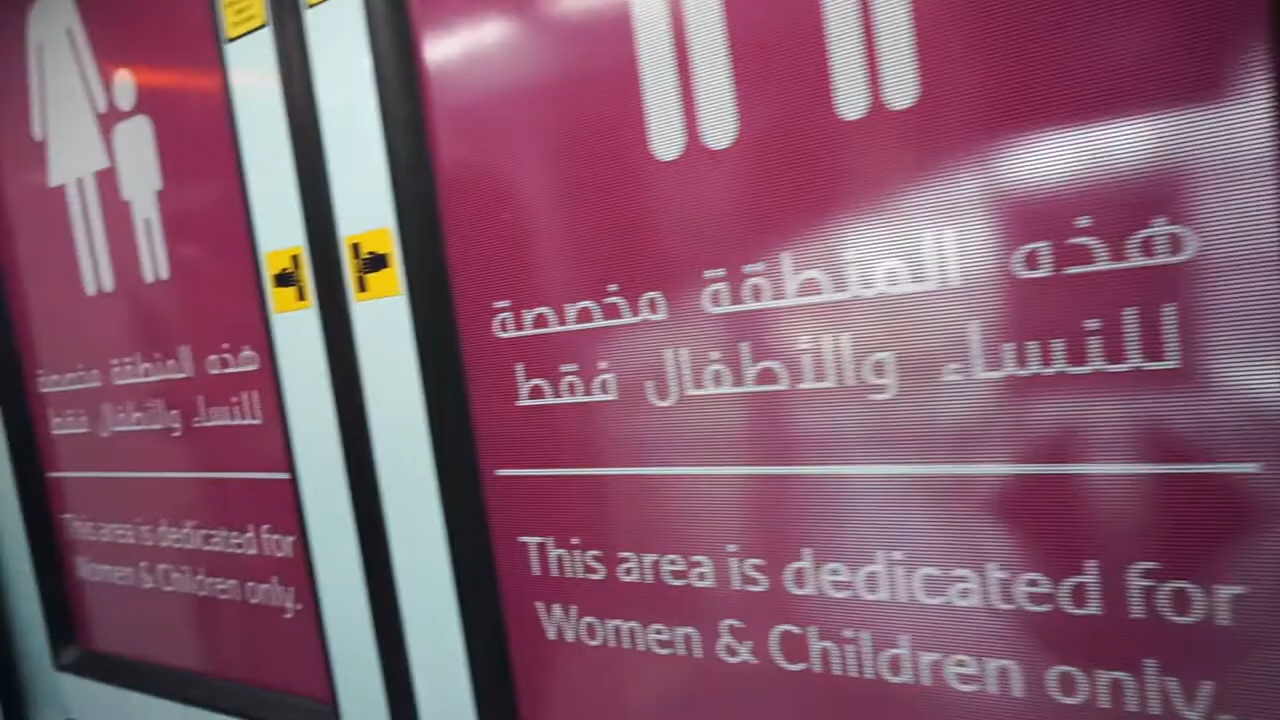 هذه المنطقة مخصصة
للنساء والأطفال فقط
This area is dedicated for
Women & Children only.
هذه المنطقة مخصصة
للنساء والأطفال فقط
This area is dedicated for
Women & Children only.